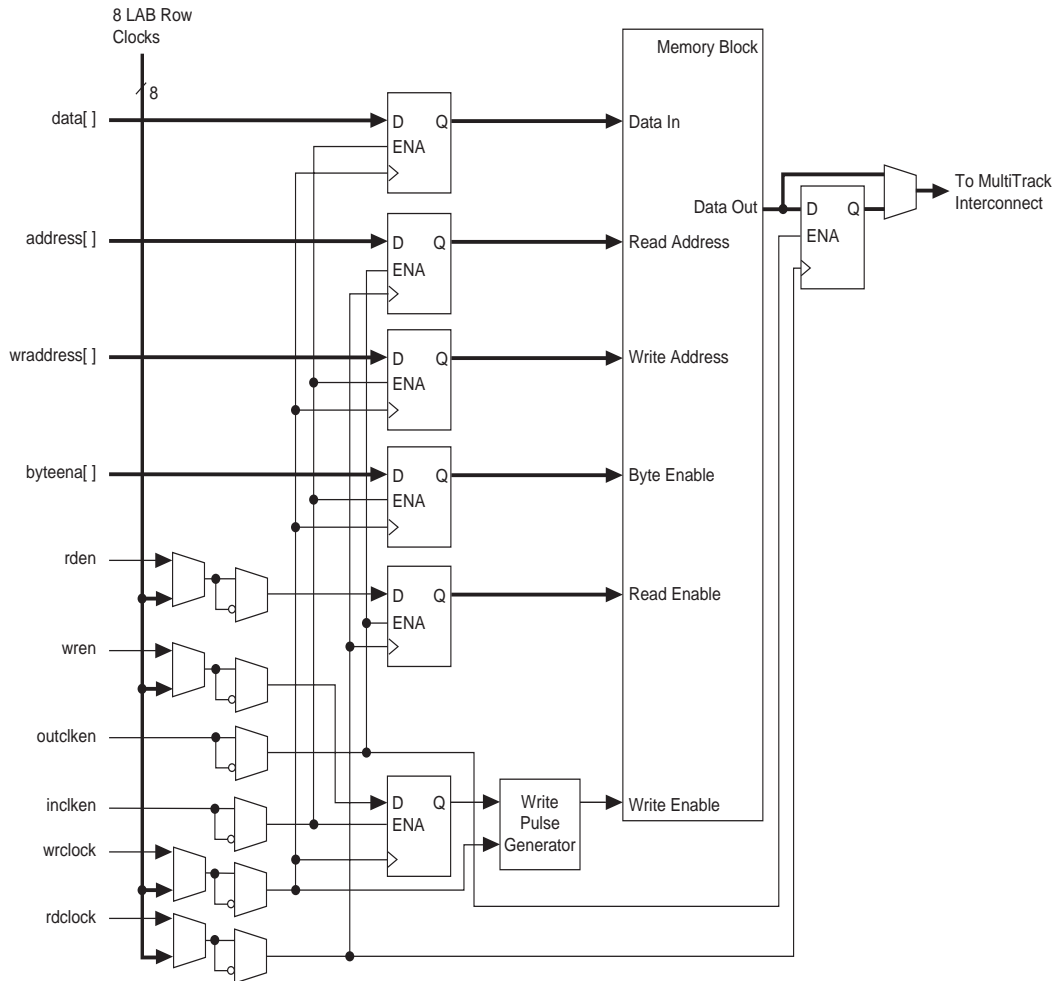 8 LAB Row
Clocks
8
Memory Block
data[ ]
D Q
ENA
Data In
Data Out
D Q
ENA
To MultiTrack
Interconnect
address[ ]
D Q
ENA
Read Address
wraddress[ ]
D Q
ENA
Write Address
byteena[ ]
D Q
ENA
Byte Enable
rden
D Q
ENA
Read Enable
wren
outclken
inclken
D Q
ENA
Write
Pulse
Generator
Write Enable
wrclock
rdclock